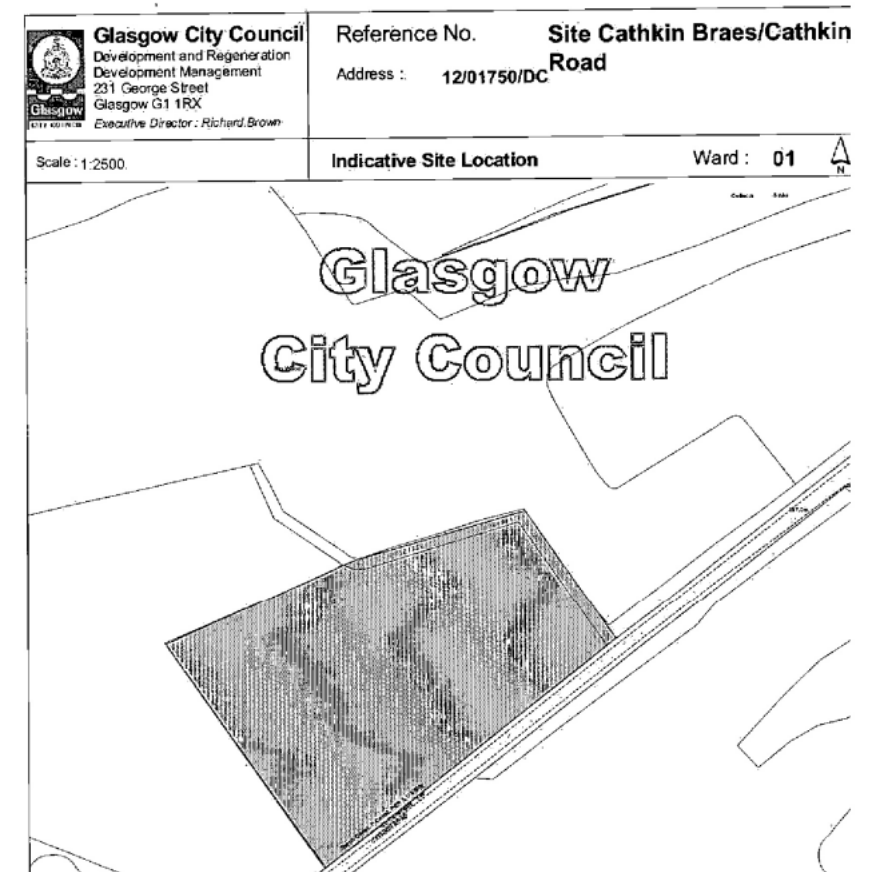 Glasgow City Council
Development and Regeneration
Development Management
231 George Street
Glasgow G1 1RX
Executive Director : Richard Brown
Glasgow
CITY COUNCIL
Reference No.
Site Cathkin Braes/Cathkin
Road
Address :
12/01750/DC
Scale : 1:2500.
Indicative Site Location
Ward : 01
N
Glasgow
City Council